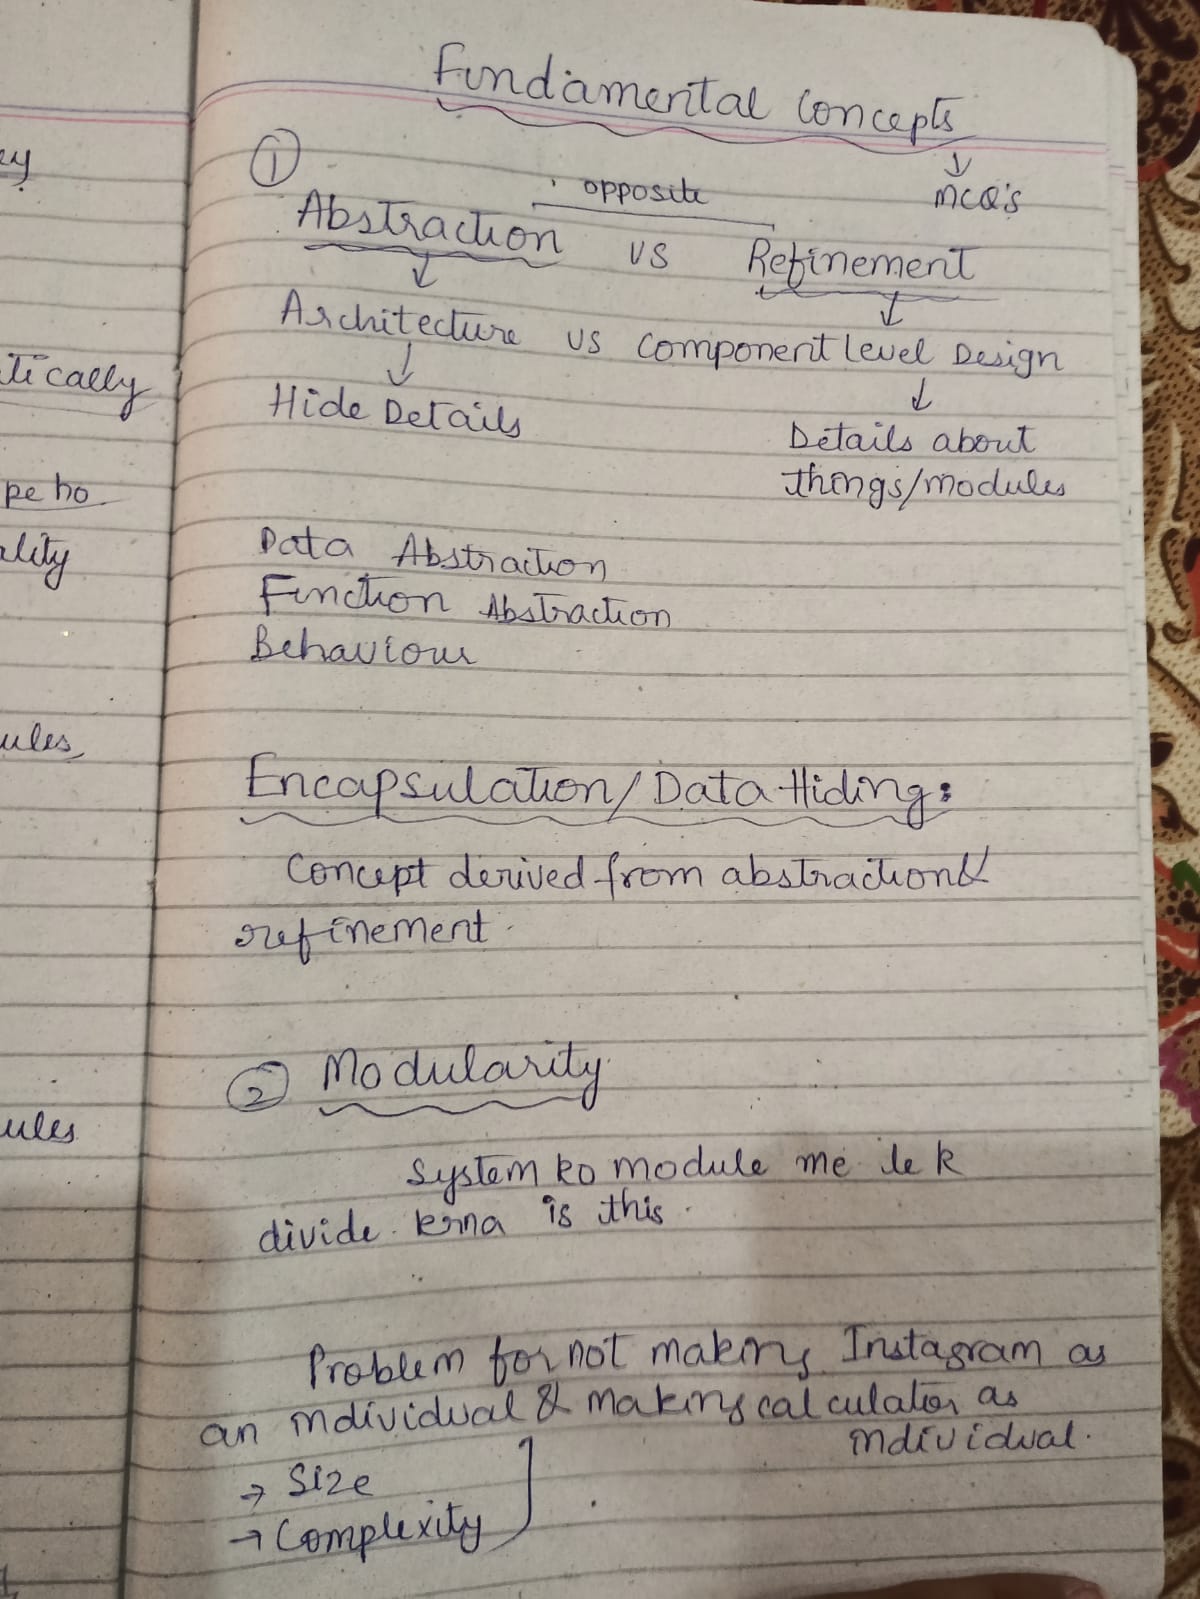 Fundamental Concepts
↓
MCQ's
①
opposite
Abstraction vs Refinement
↓ ↓
Architecture vs Component Level Design
↓ ↓
Hide Details
Details about
things/modules
Data Abstraction
Function Abstraction
Behaviour
Encapsulation/Data Hiding:
Concept derived from abstraction &
refinement.
② Modularity
System ko module me le k
divide krna is this.
Problem for not making Instagram as
an individual & making calculator as
individual.
→ Size
→ Complexity
ey
tically
pe ho
ality
ules
ules